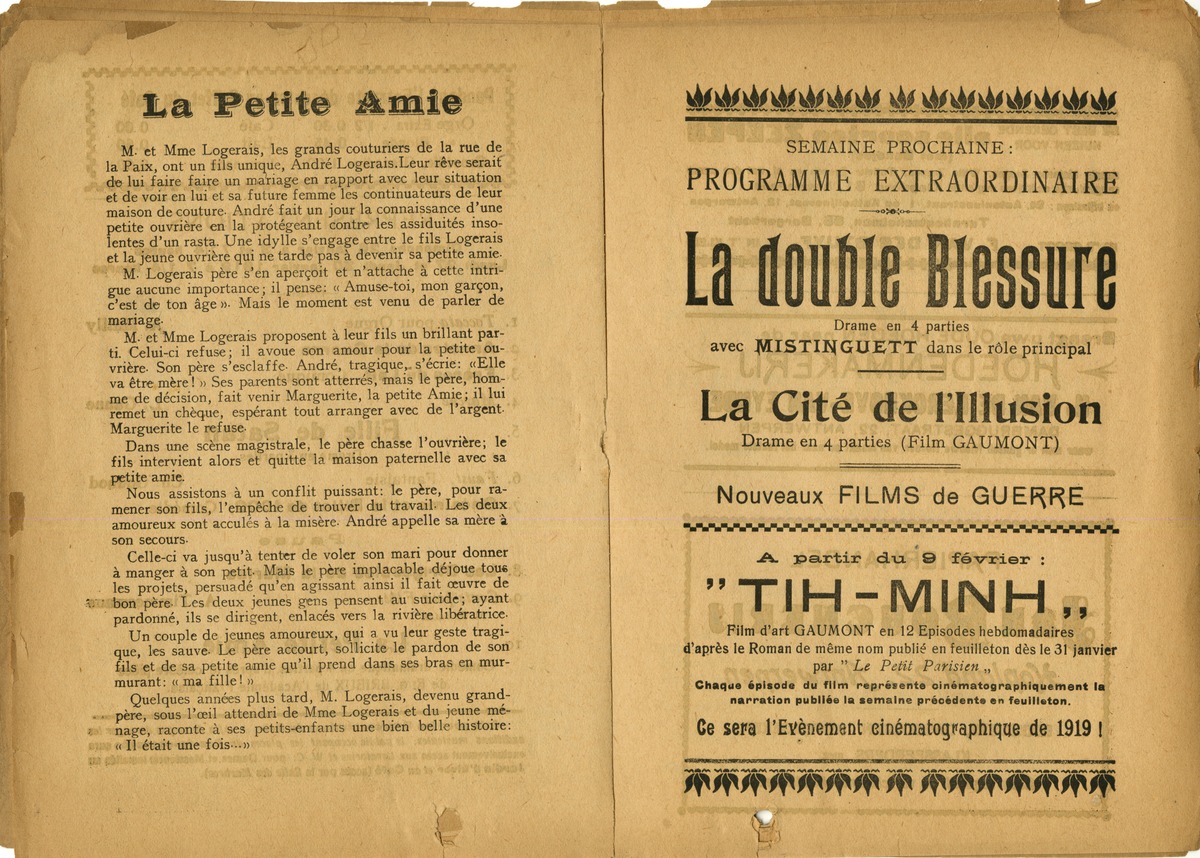 La Petite Amie
M. et Mme Logerais, les grands couturiers de la rue de
la Paix, ont un fils unique, André Logerais.Leur rêve serait
de lui faire faire un mariage en rapport avec leur situation
et de voir en lui et sa future femme les continuateurs de leur
maison de couture. André fait un jour la connaissance d'une
petite ouvrière en la protégeant contre les assiduités inso-
lentes d'un rasta. Une idylle s'engage entre le fils Logerais
et la jeune ouvrière qui ne tarde pas à devenir sa petite amie.
M. Logerais père s'en aperçoit et n'attache à cette intri-
gue aucune importance; il pense: « Amuse-toi, mon garçon,
c'est de ton âge ». Mais le moment est venu de parler de
mariage.
M. et Mme Logerais proposent à leur fils un brillant par-
ti. Celui-ci refuse; il avoue son amour pour la petite ou-
vrière. Son père s'esclaffe. André, tragique, s'écrie: «Elle
va être mère! » Ses parents sont atterrés, mais le père, hom-
me de décision, fait venir Marguerite, la petite Amie; il lui
remet un chèque, espérant tout arranger avec de l'argent.
Marguerite le refuse.
Dans une scène magistrale, le père chasse l'ouvrière; le
fils intervient alors et quitte la maison paternelle avec sa
petite amie.
Nous assistons à un conflit puissant: le père, pour ra-
mener son fils, l'empêche de trouver du travail. Les deux
amoureux sont acculés à la misère. André appelle sa mère à
son secours.
Celle-ci va jusqu'à tenter de voler son mari pour donner
à manger à son petit. Mais le père implacable déjoue tous
les projets, persuadé qu'en agissant ainsi il fait œuvre de
bon père. Les deux jeunes gens pensent au suicide; ayant
pardonné, ils se dirigent, enlacés vers la rivière libératrice.
Un couple de jeunes amoureux, qui a vu leur geste tragi-
que, les sauve. Le père accourt, sollicite le pardon de son
fils et de sa petite amie qu'il prend dans ses bras en mur-
murant: « ma fille! »
Quelques années plus tard, M. Logerais, devenu grand-
père, sous l'œil attendri de Mme Logerais et du jeune mé-
nage, raconte à ses petits-enfants une bien belle histoire:
« Il était une fois...»
SEMAINE PROCHAINE:
PROGRAMME EXTRAORDINAIRE
La double Blessure
Drame en 4 parties
avec MISTINGUETT dans le rôle principal
La Cité de l'Illusion
Drame en 4 parties (Film GAUMONT)
Nouveaux FILMS de GUERRE
A partir du 9 février :
" TIH-MINH „
Film d'art GAUMONT en 12 Episodes hebdomadaires
d'après le Roman de même nom publié en feuilleton dès le 31 janvier
par " Le Petit Parisien „
Chaque épisode du film représente cinématographiquement la
narration publiée la semaine précédente en feuilleton.
Ce sera l'Evènement cinématographique de 1919 !